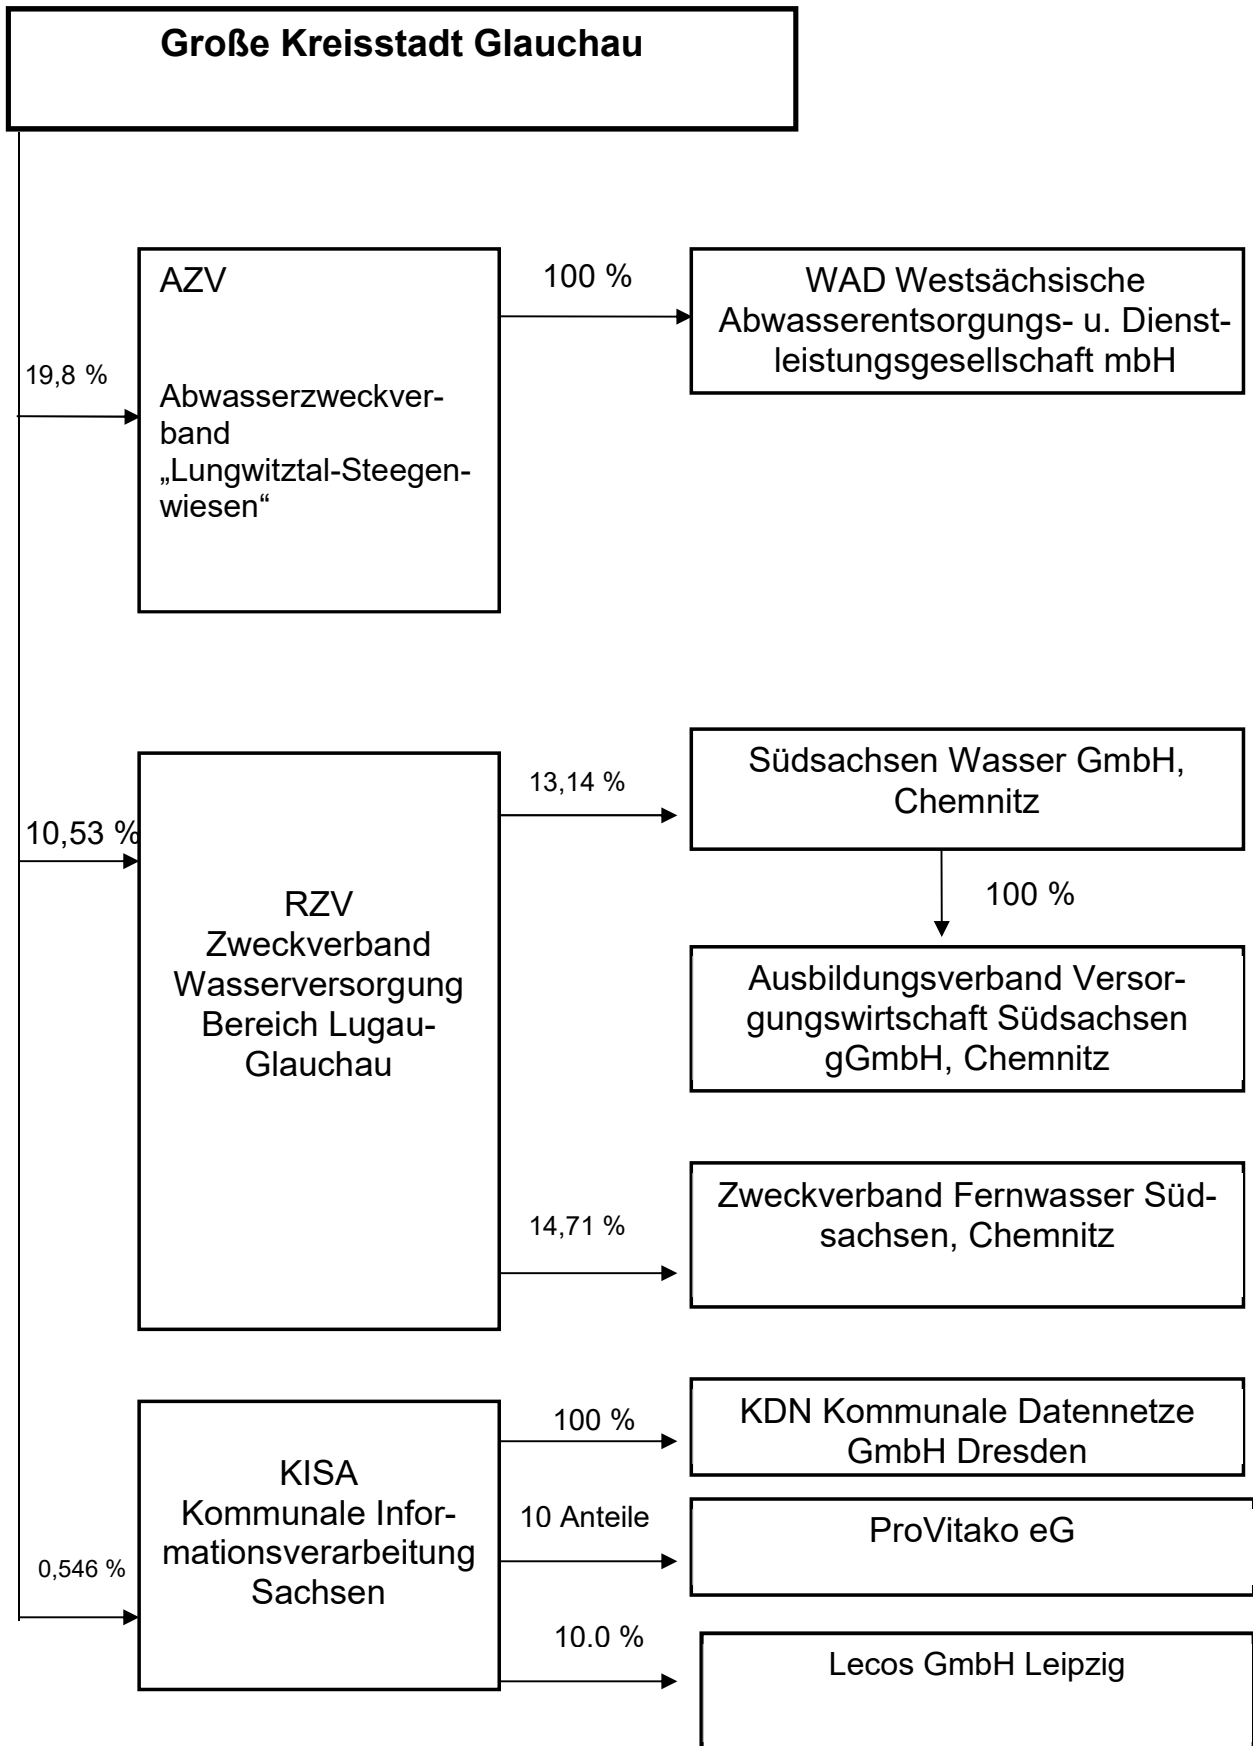 Große Kreisstadt Glauchau
19,8 %
AZV
Abwasserzweckver-
band
„Lungwitztal-Steegen-
wiesen“
100 %
WAD Westsächsische
Abwasserentsorgungs- u. Dienst-
leistungsgesellschaft mbH
10,53 %
RZV
Zweckverband
Wasserversorgung
Bereich Lugau-
Glauchau
13,14 %
Südsachsen Wasser GmbH,
Chemnitz
100 %
Ausbildungsverband Versor-
gungswirtschaft Südsachsen
gGmbH, Chemnitz
14,71 %
Zweckverband Fernwasser Süd-
sachsen, Chemnitz
0,546 %
KISA
Kommunale Infor-
mationsverarbeitung
Sachsen
100 %
KDN Kommunale Datennetze
GmbH Dresden
10 Anteile
ProVitako eG
10.0 %
Lecos GmbH Leipzig